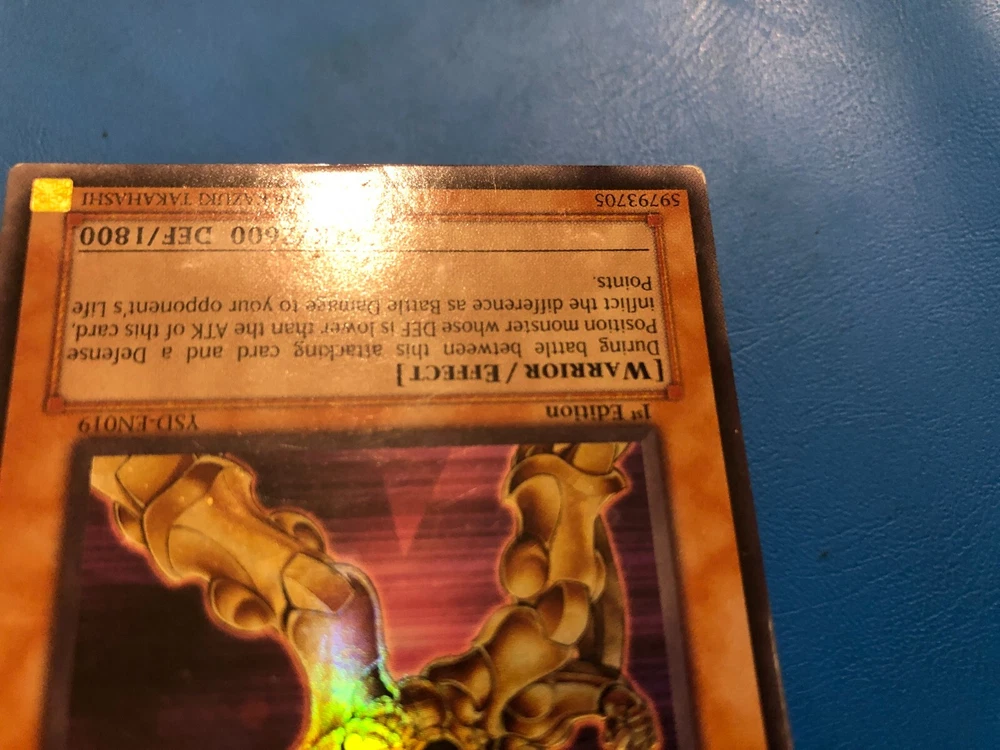 YSD-EN019 1st Edition
[WARRIOR/EFFECT]
During battle between this attacking card and a Defense
Position monster whose DEF is lower than the ATK of this card,
inflict the difference as Battle Damage to your opponent's Life
Points.
2600 DEF/1800
59793705 KAZUKI TAKAHASHI